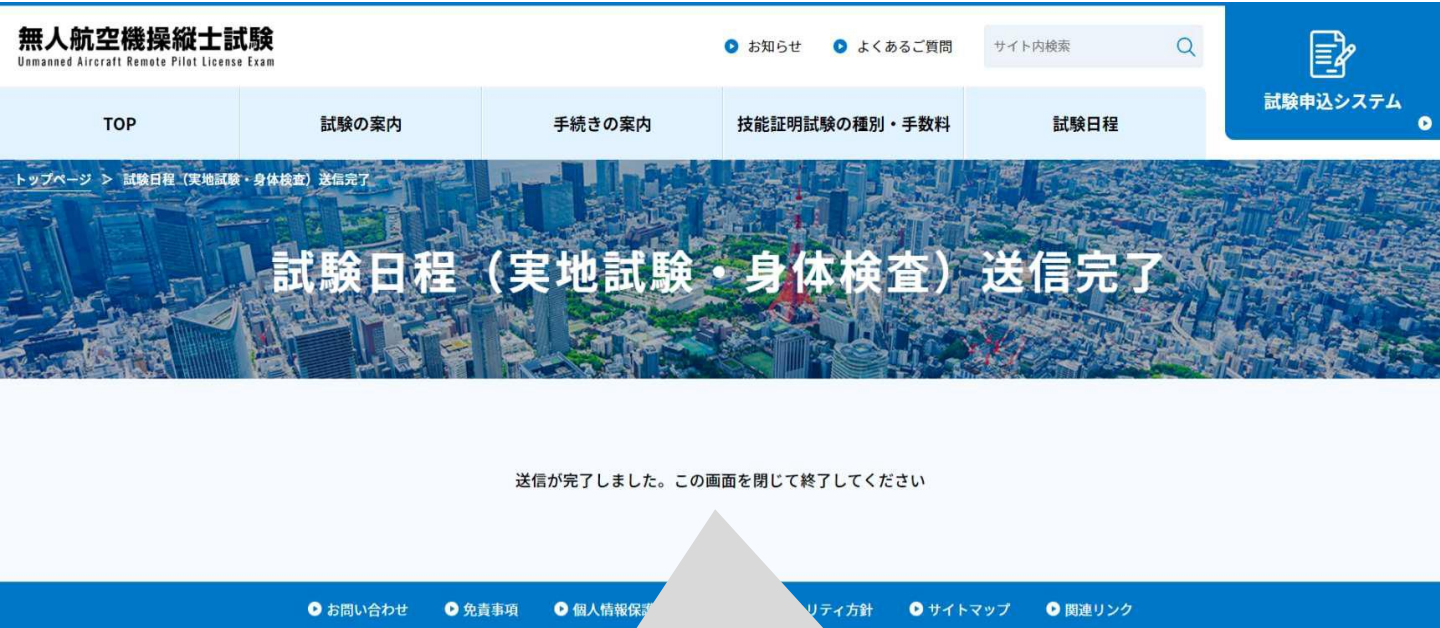 無人航空機操縦士試験
Unmanned Aircraft Remote Pilot License Exam
お知らせ
よくあるご質問
サイト内検索
試験申込システム
TOP
試験の案内
手続きの案内
技能証明試験の種別・手数料
試験日程
トップページ ＞ 試験日程（実地試験・身体検査）送信完了
試験日程（実地試験・身体検査）送信完了
送信が完了しました。この画面を閉じて終了してください
お問い合わせ
免責事項
個人情報保
リティ方針
サイトマップ
関連リンク